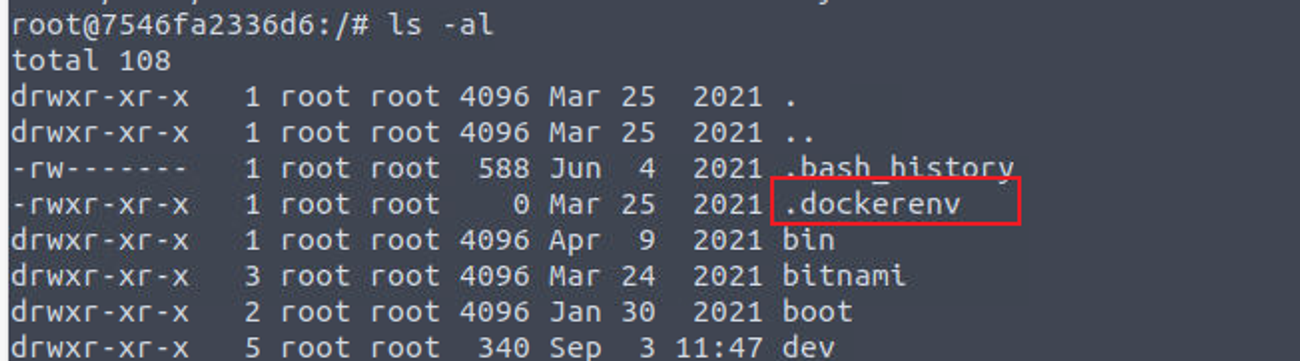 root@7546fa2336d6:/# ls -al
total 108
drwxr-xr-x   1 root root 4096 Mar 25  2021 .
drwxr-xr-x   1 root root 4096 Mar 25  2021 ..
-rw-------   1 root root  588 Jun  4  2021 .bash_history
-rwxr-xr-x   1 root root    0 Mar 25  2021 .dockerenv
drwxr-xr-x   1 root root 4096 Apr  9  2021 bin
drwxr-xr-x   3 root root 4096 Mar 24  2021 bitnami
drwxr-xr-x   2 root root 4096 Jan 30  2021 boot
drwxr-xr-x   5 root root  340 Sep  3 11:47 dev